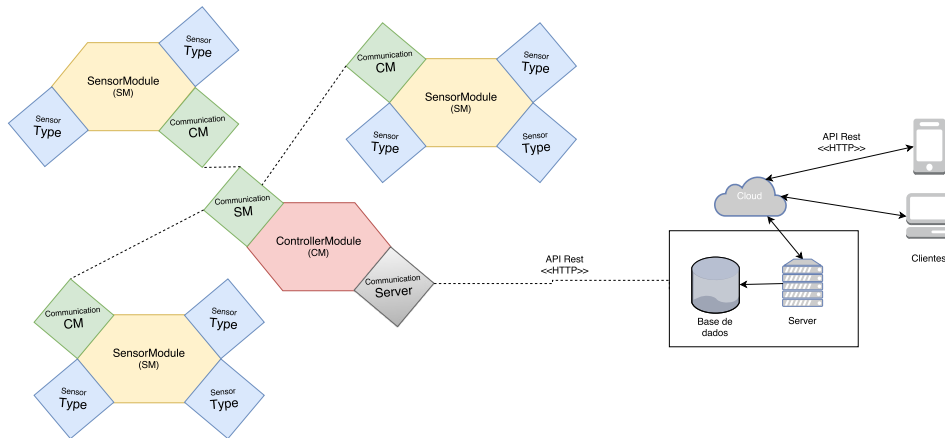 Sensor
Type
SensorModule
(SM)
Sensor
Type
Communication
CM
Communication
CM
SensorModule
(SM)
Sensor
Type
Sensor
Type
Sensor
Type
Communication
SM
ControllerModule
(CM)
Communication
Server
Communication
CM
SensorModule
(SM)
Sensor
Type
Sensor
Type
Sensor
Type
API Rest
<<HTTP>>
API Rest
<<HTTP>>
Cloud
Clientes
Base de
dados
Server